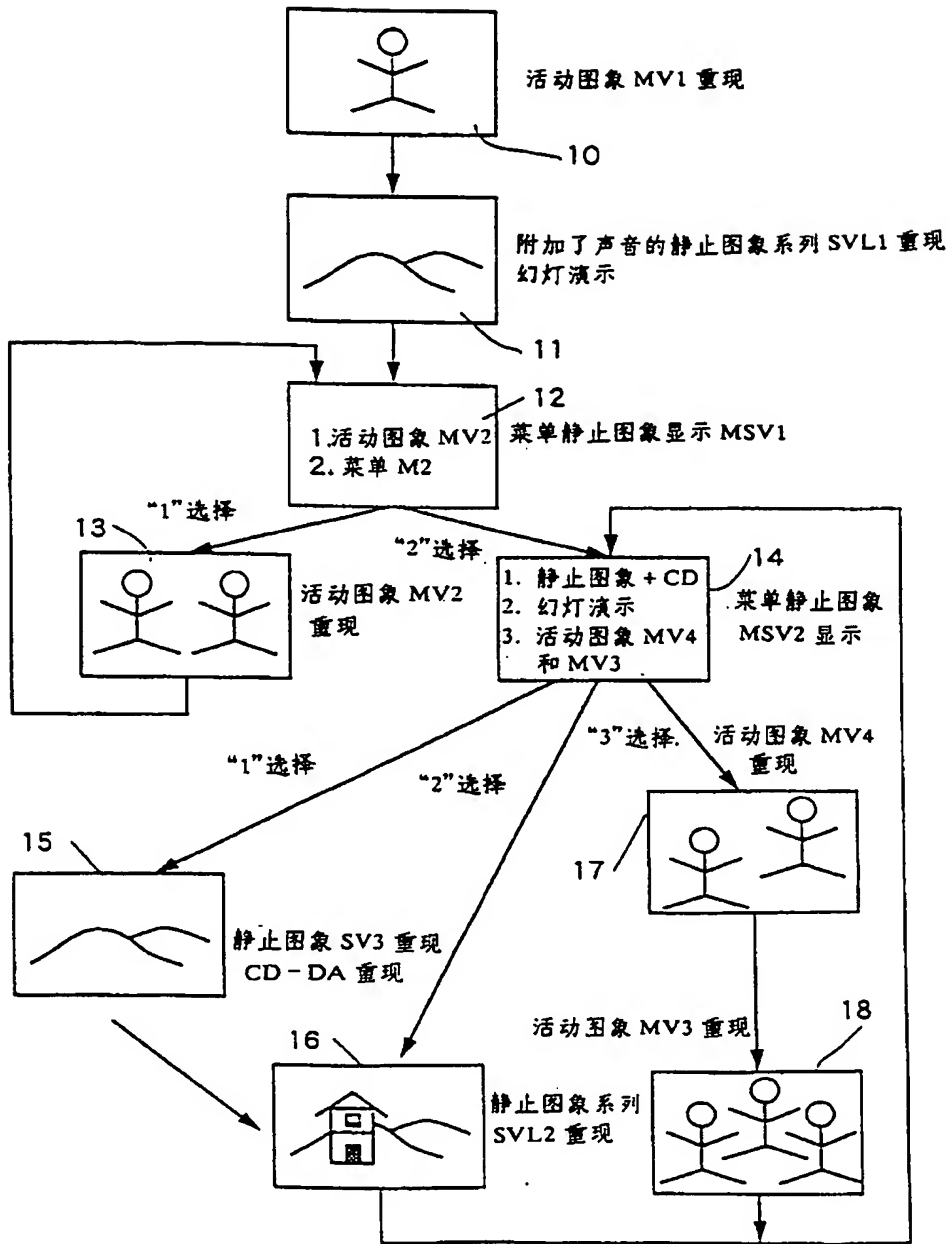 活动图象 MV1 重现
10
附加了声音的静止图象系列 SVL1 重现
幻灯演示
11
12
1.活动图象 MV2
2.菜单 M2
菜单静止图象显示 MSV1
“1”选择
“2”选择
13
活动图象 MV2
重现
14
1. 静止图象 + CD
2. 幻灯演示
3. 活动图象 MV4
和 MV3
菜单静止图象
MSV2 显示
“1”选择
“2”选择
“3”选择.
活动图象 MV4
重现
15
静止图象 SV3 重现
CD－DA 重现
17
活动图象 MV3 重现
18
16
静止图象系列
SVL2 重现